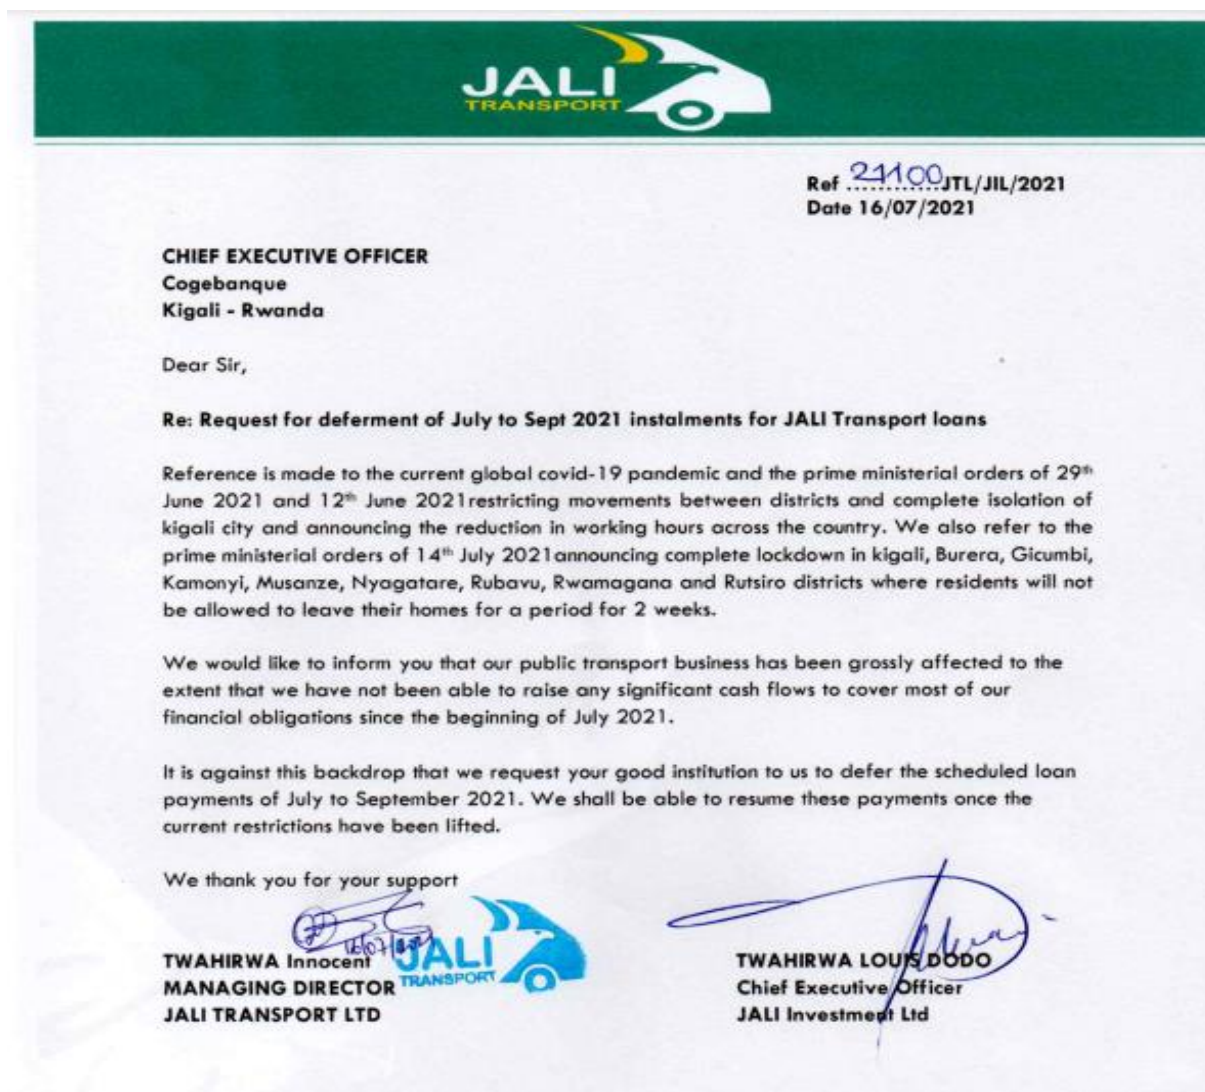 JALI
TRANSPORT
Ref 21100JTL/JIL/2021
Date 16/07/2021
CHIEF EXECUTIVE OFFICER
Cogebanque
Kigali - Rwanda
Dear Sir,
Re: Request for deferment of July to Sept 2021 instalments for JALI Transport loans
Reference is made to the current global covid-19 pandemic and the prime ministerial orders of 29th
June 2021 and 12th June 2021restricting movements between districts and complete isolation of
kigali city and announcing the reduction in working hours across the country. We also refer to the
prime ministerial orders of 14th July 2021announcing complete lockdown in kigali, Burera, Gicumbi,
Kamonyi, Musanze, Nyagatare, Rubavu, Rwamagana and Rutsiro districts where residents will not
be allowed to leave their homes for a period for 2 weeks.
We would like to inform you that our public transport business has been grossly affected to the
extent that we have not been able to raise any significant cash flows to cover most of our
financial obligations since the beginning of July 2021.
It is against this backdrop that we request your good institution to us to defer the scheduled loan
payments of July to September 2021. We shall be able to resume these payments once the
current restrictions have been lifted.
We thank you for your support
16/07/2021
JALI
TRANSPORT
TWAHIRWA Innocent
MANAGING DIRECTOR
JALI TRANSPORT LTD
TWAHIRWA LOUIS DODO
Chief Executive Officer
JALI Investment Ltd